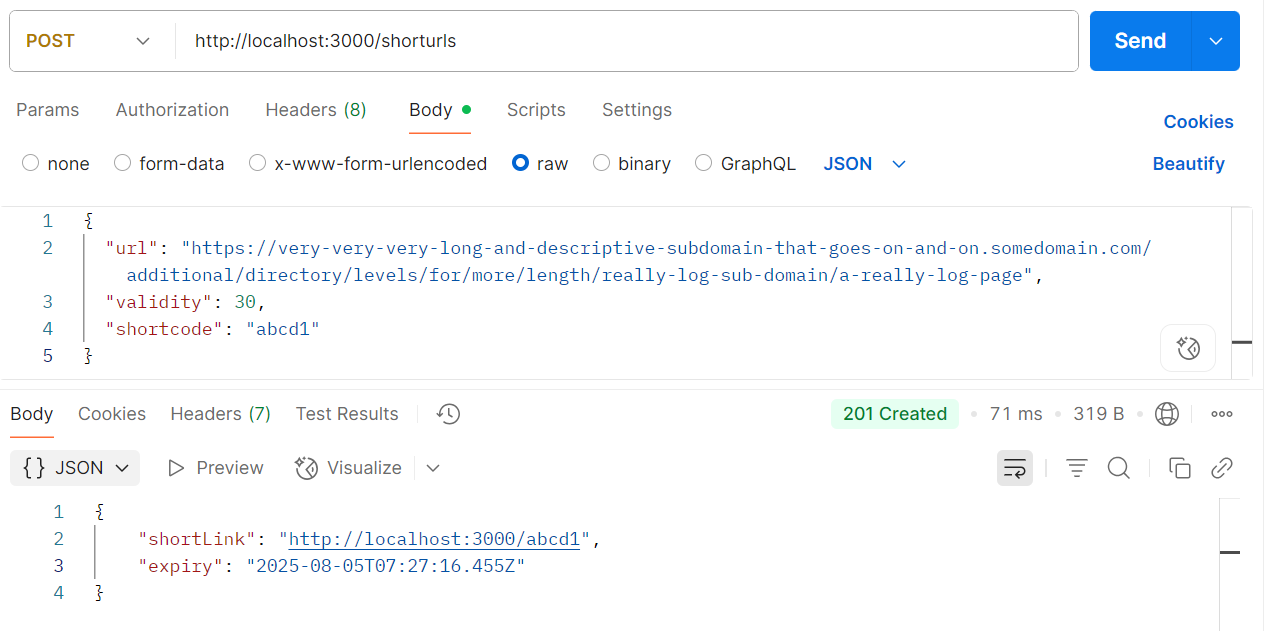 POST http://localhost:3000/shorturls Send
Params Authorization Headers (8) Body Scripts Settings
Cookies
none form-data x-www-form-urlencoded raw binary GraphQL JSON Beautify
1 {
2 "url": "https://very-very-very-long-and-descriptive-subdomain-that-goes-on-and-on.somedomain.com/
additional/directory/levels/for/more/length/really-log-sub-domain/a-really-log-page",
3 "validity": 30,
4 "shortcode": "abcd1"
5 }
Body Cookies Headers (7) Test Results 201 Created 71 ms 319 B
{} JSON Preview Visualize
1 {
2 "shortLink": "http://localhost:3000/abcd1",
3 "expiry": "2025-08-05T07:27:16.455Z"
4 }